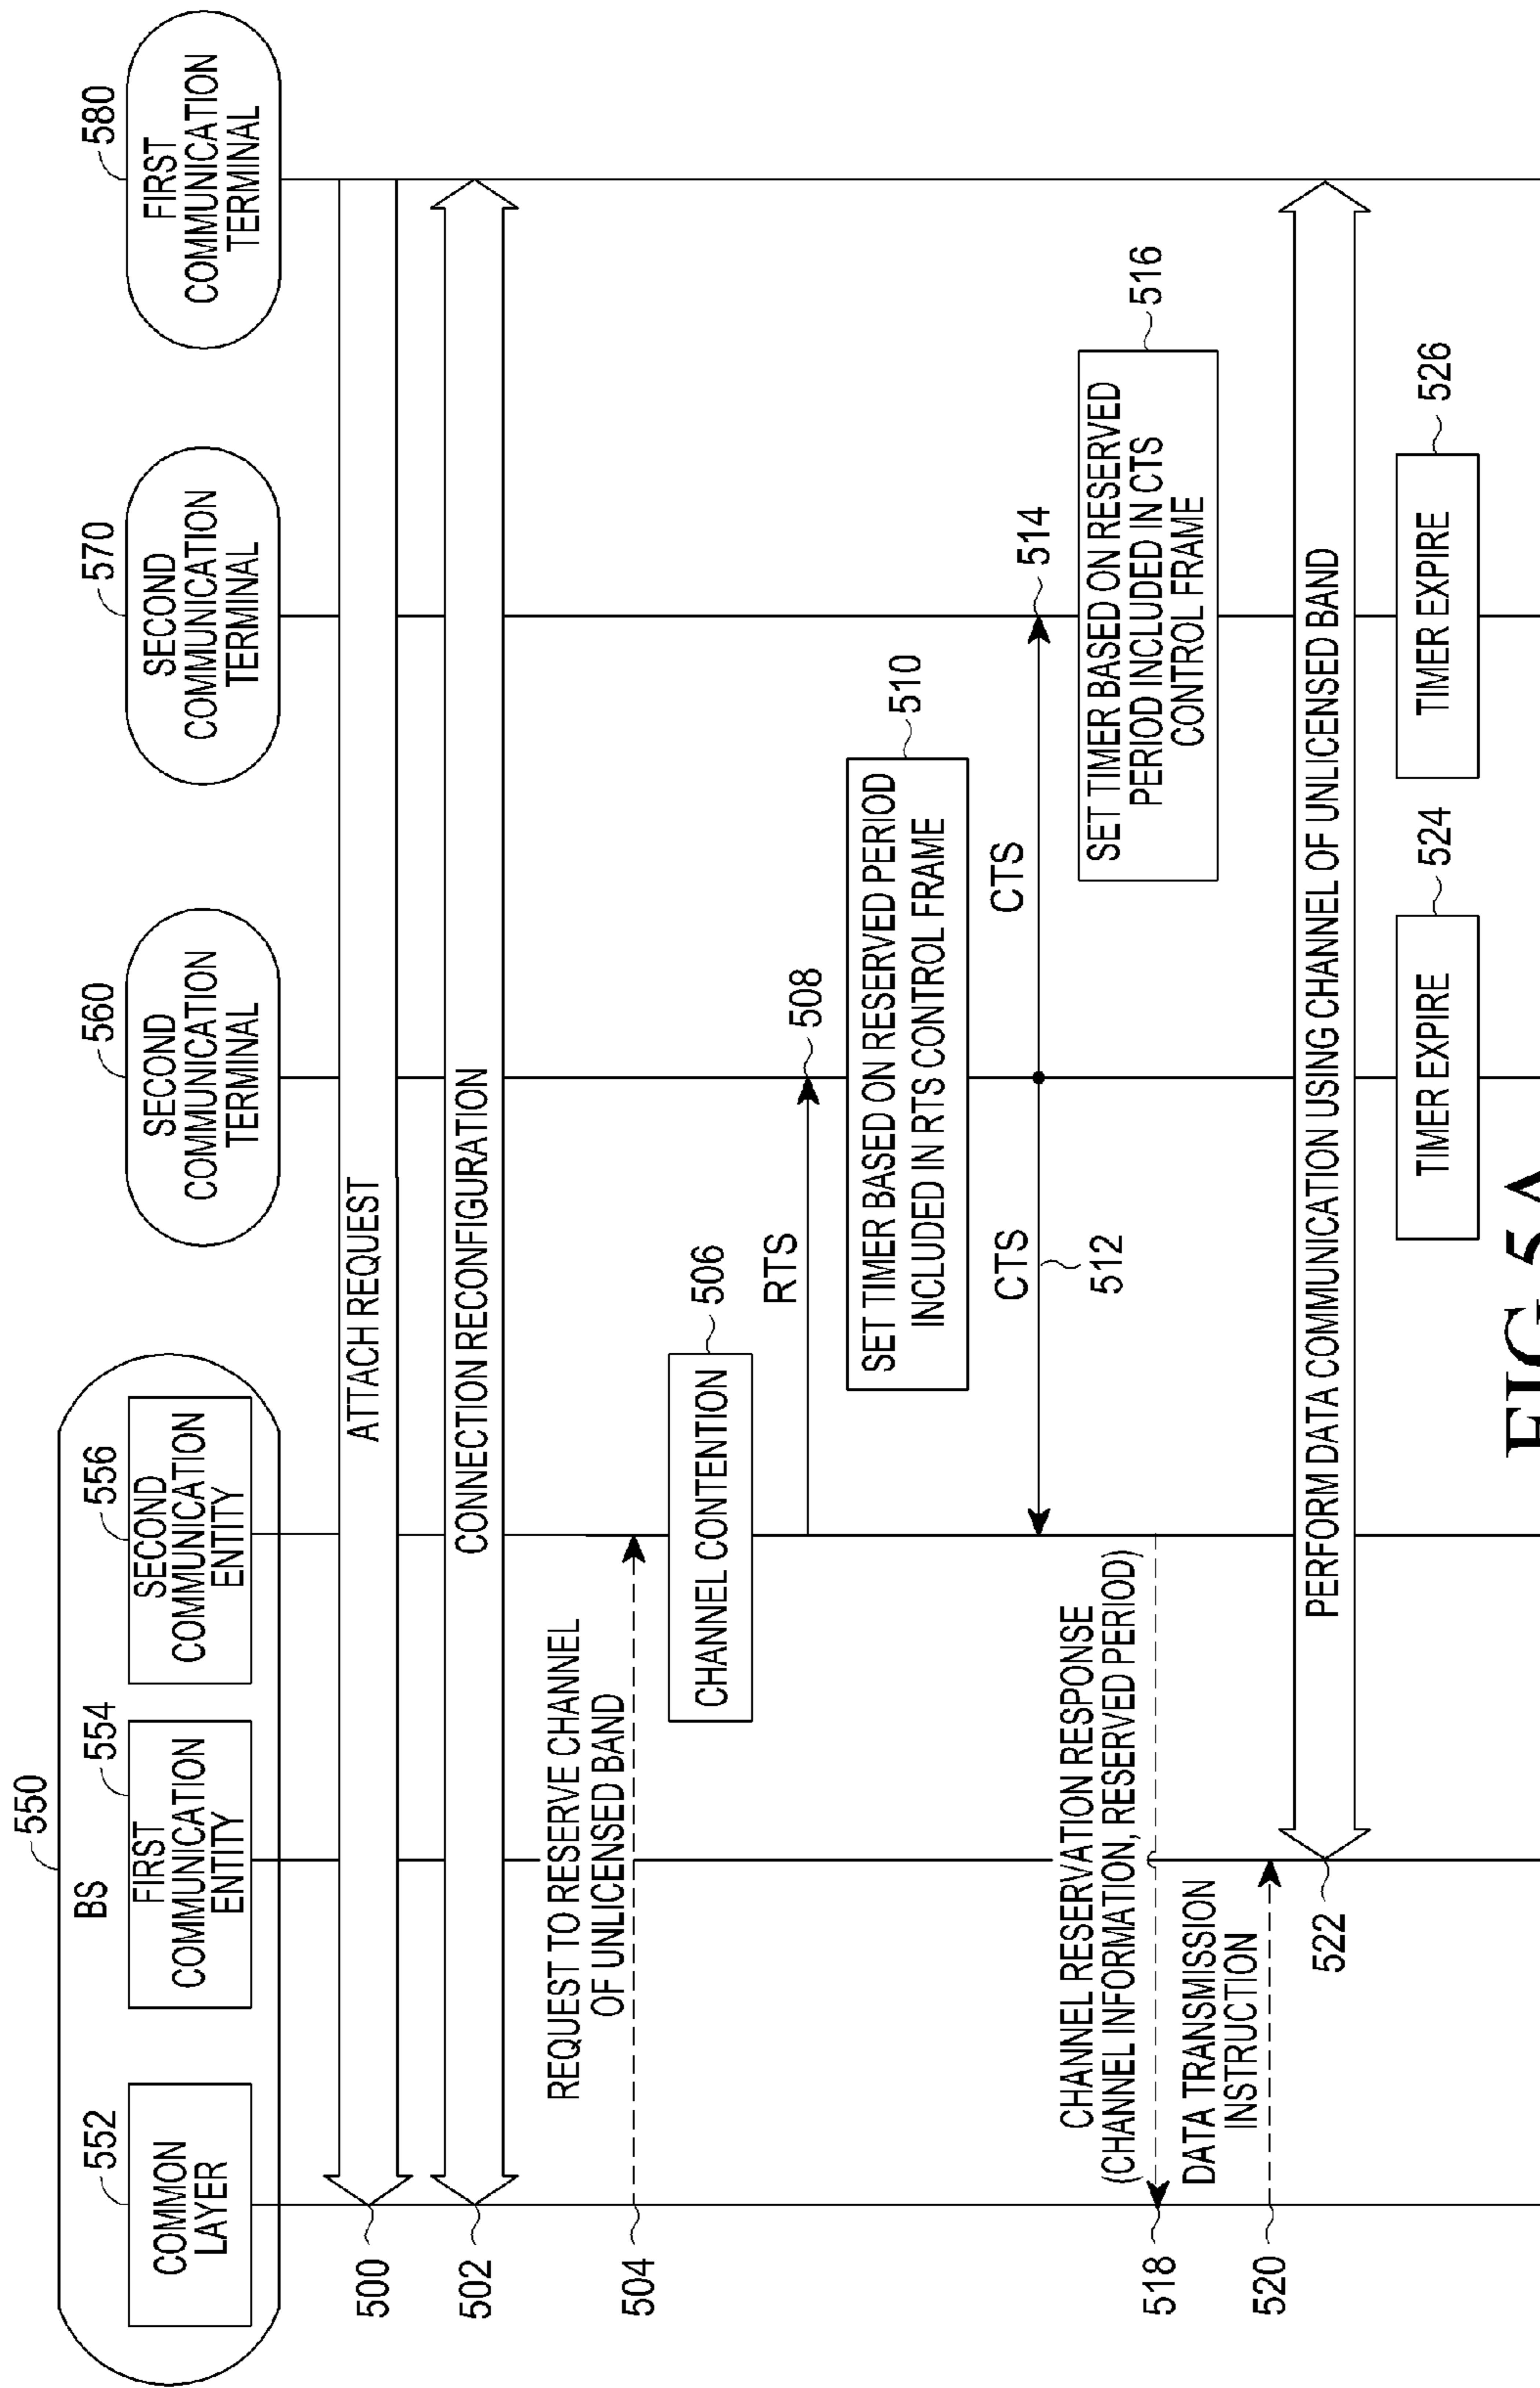 550
BS
552
COMMON
LAYER
554
FIRST
COMMUNICATION
ENTITY
556
SECOND
COMMUNICATION
ENTITY
560
SECOND
COMMUNICATION
TERMINAL
570
SECOND
COMMUNICATION
TERMINAL
580
FIRST
COMMUNICATION
TERMINAL
500
ATTACH REQUEST
502
CONNECTION RECONFIGURATION
504
REQUEST TO RESERVE CHANNEL
OF UNLICENSED BAND
CHANNEL CONTENTION
506
RTS
508
SET TIMER BASED ON RESERVED PERIOD
INCLUDED IN RTS CONTROL FRAME
510
CTS
512
CTS
514
SET TIMER BASED ON RESERVED
PERIOD INCLUDED IN CTS
CONTROL FRAME
516
518
CHANNEL RESERVATION RESPONSE
(CHANNEL INFORMATION, RESERVED PERIOD)
520
DATA TRANSMISSION
INSTRUCTION
522
PERFORM DATA COMMUNICATION USING CHANNEL OF UNLICENSED BAND
TIMER EXPIRE
524
TIMER EXPIRE
526
FIG.5A